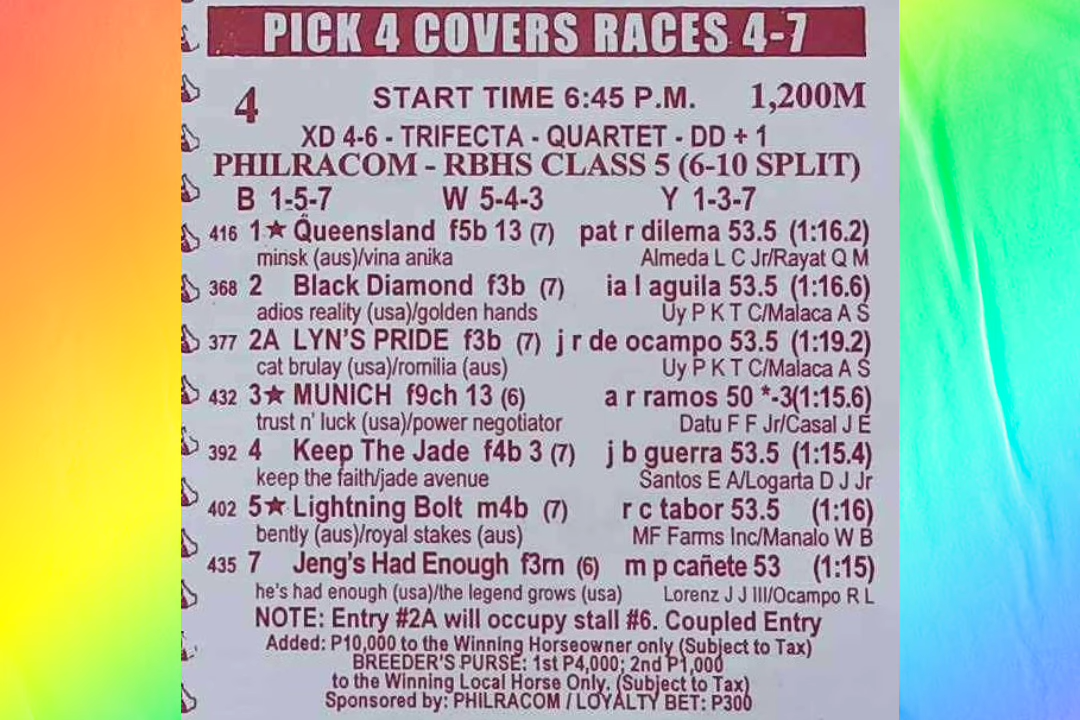 PICK 4 COVERS RACES 4-7
4 START TIME 6:45 P.M. 1,200M
XD 4-6 - TRIFECTA - QUARTET - DD + 1
PHILRACOM - RBHS CLASS 5 (6-10 SPLIT)
B 1-5-7 W 5-4-3 Y 1-3-7
416 1★ Queensland f5b 13 (7) pat r dilema 53.5 (1:16.2)
minsk (aus)/vina anika Almeda L C Jr/Rayat Q M
368 2 Black Diamond f3b (7) ia l aguila 53.5 (1:16.6)
adios reality (usa)/golden hands Uy P K T C/Malaca A S
377 2A LYN'S PRIDE f3b (7) j r de ocampo 53.5 (1:19.2)
cat brulay (usa)/romilia (aus) Uy P K T C/Malaca A S
432 3★ MUNICH f9ch 13 (6) a r ramos 50 *-3(1:15.6)
trust n' luck (usa)/power negotiator Datu F F Jr/Casal J E
392 4 Keep The Jade f4b 3 (7) j b guerra 53.5 (1:15.4)
keep the faith/jade avenue Santos E A/Logarta D J Jr
402 5★ Lightning Bolt m4b (7) r c tabor 53.5 (1:16)
bently (aus)/royal stakes (aus) MF Farms Inc/Manalo W B
435 7 Jeng's Had Enough f3rn (6) m p cañete 53 (1:15)
he's had enough (usa)/the legend grows (usa) Lorenz J J III/Ocampo R L
NOTE: Entry #2A will occupy stall #6. Coupled Entry
Added: P10,000 to the Winning Horseowner only (Subject to Tax)
BREEDER'S PURSE: 1st P4,000; 2nd P1,000
to the Winning Local Horse Only. (Subject to Tax)
Sponsored by: PHILRACOM / LOYALTY BET: P300